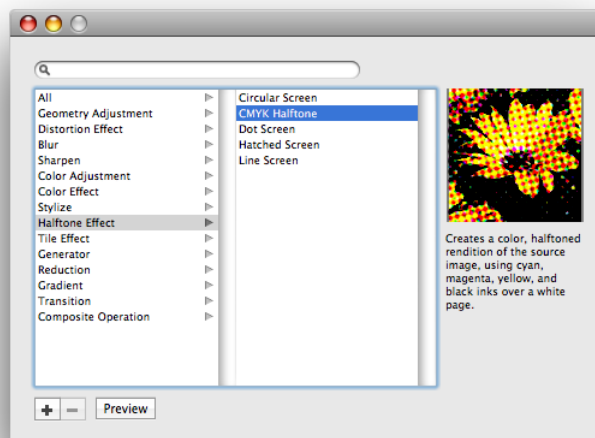 All
Geometry Adjustment
Distortion Effect
Blur
Sharpen
Color Adjustment
Color Effect
Stylize
Halftone Effect
Tile Effect
Generator
Reduction
Gradient
Transition
Composite Operation
Circular Screen
CMYK Halftone
Dot Screen
Hatched Screen
Line Screen
Creates a color, halftoned
rendition of the source
image, using cyan,
magenta, yellow, and
black inks over a white
page.
Preview